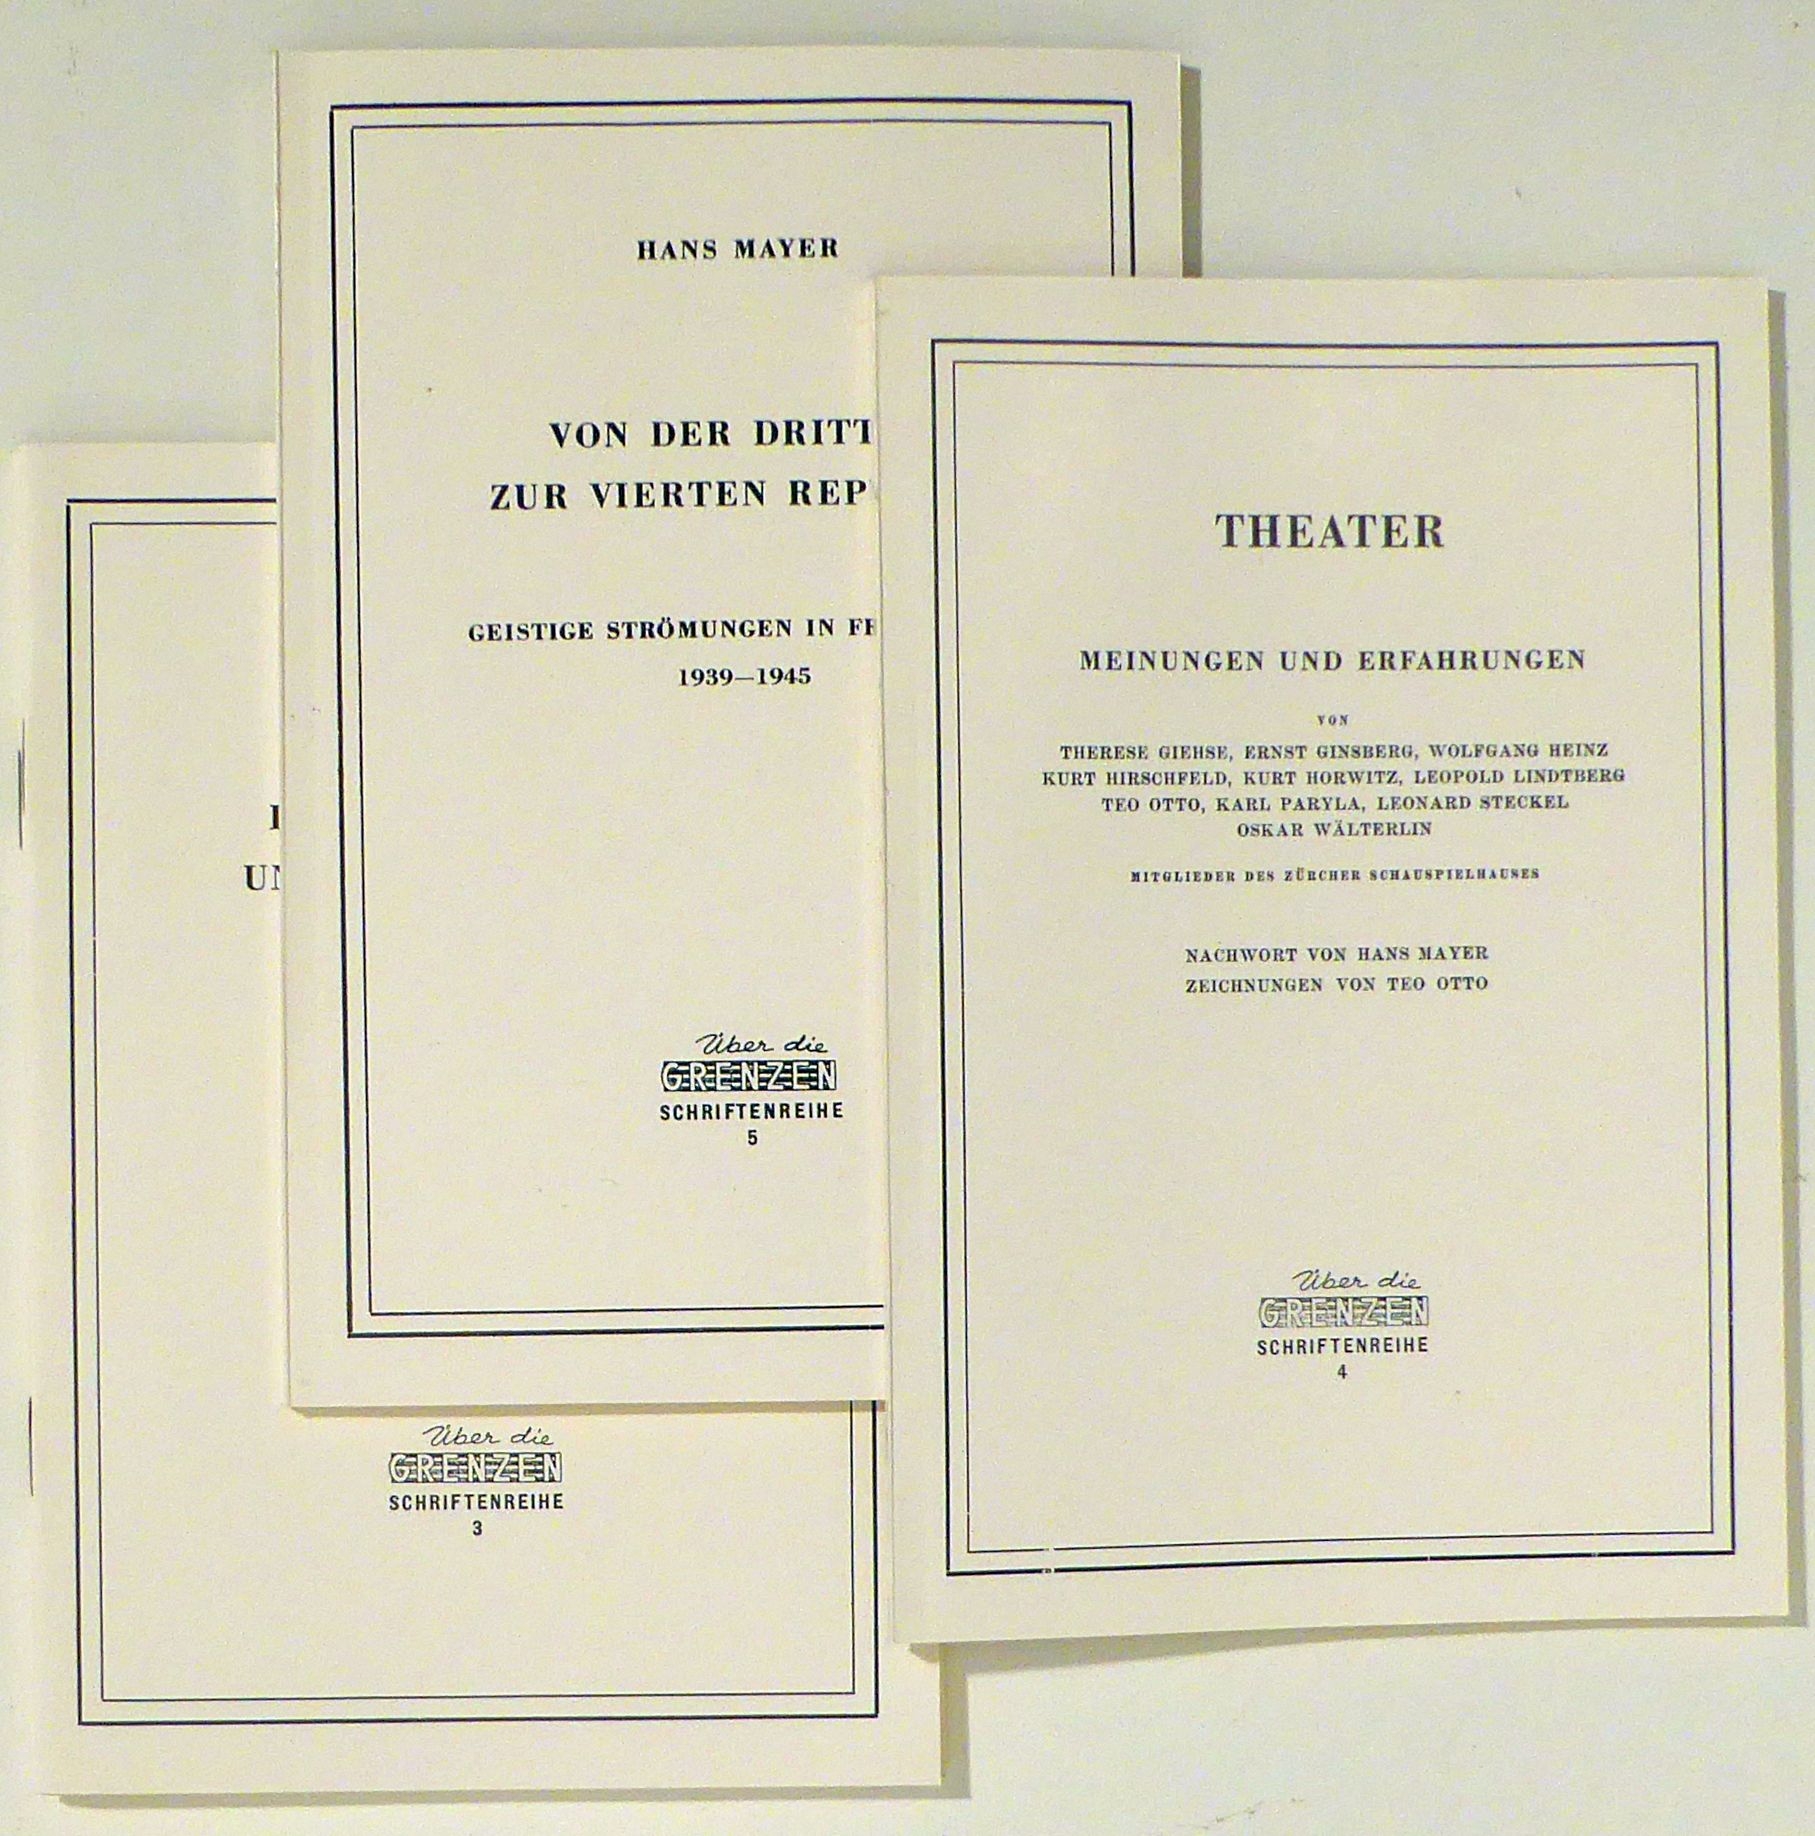 HANS MAYER
VON DER DRITT
ZUR VIERTEN REP
GEISTIGE STRÖMUNGEN IN FR
1939—1945
Über die
GRENZEN
SCHRIFTENREIHE
5
THEATER
MEINUNGEN UND ERFAHRUNGEN
VON
THERESE GIEHSE, ERNST GINSBERG, WOLFGANG HEINZ
KURT HIRSCHFELD, KURT HORWITZ, LEOPOLD LINDTBERG
TEO OTTO, KARL PARYLA, LEONARD STECKEL
OSKAR WÄLTERLIN
MITGLIEDER DES ZÜRCHER SCHAUSPIELHAUSES
NACHWORT VON HANS MAYER
ZEICHNUNGEN VON TEO OTTO
Über die
GRENZEN
SCHRIFTENREIHE
4
UN
Über die
GRENZEN
SCHRIFTENREIHE
3